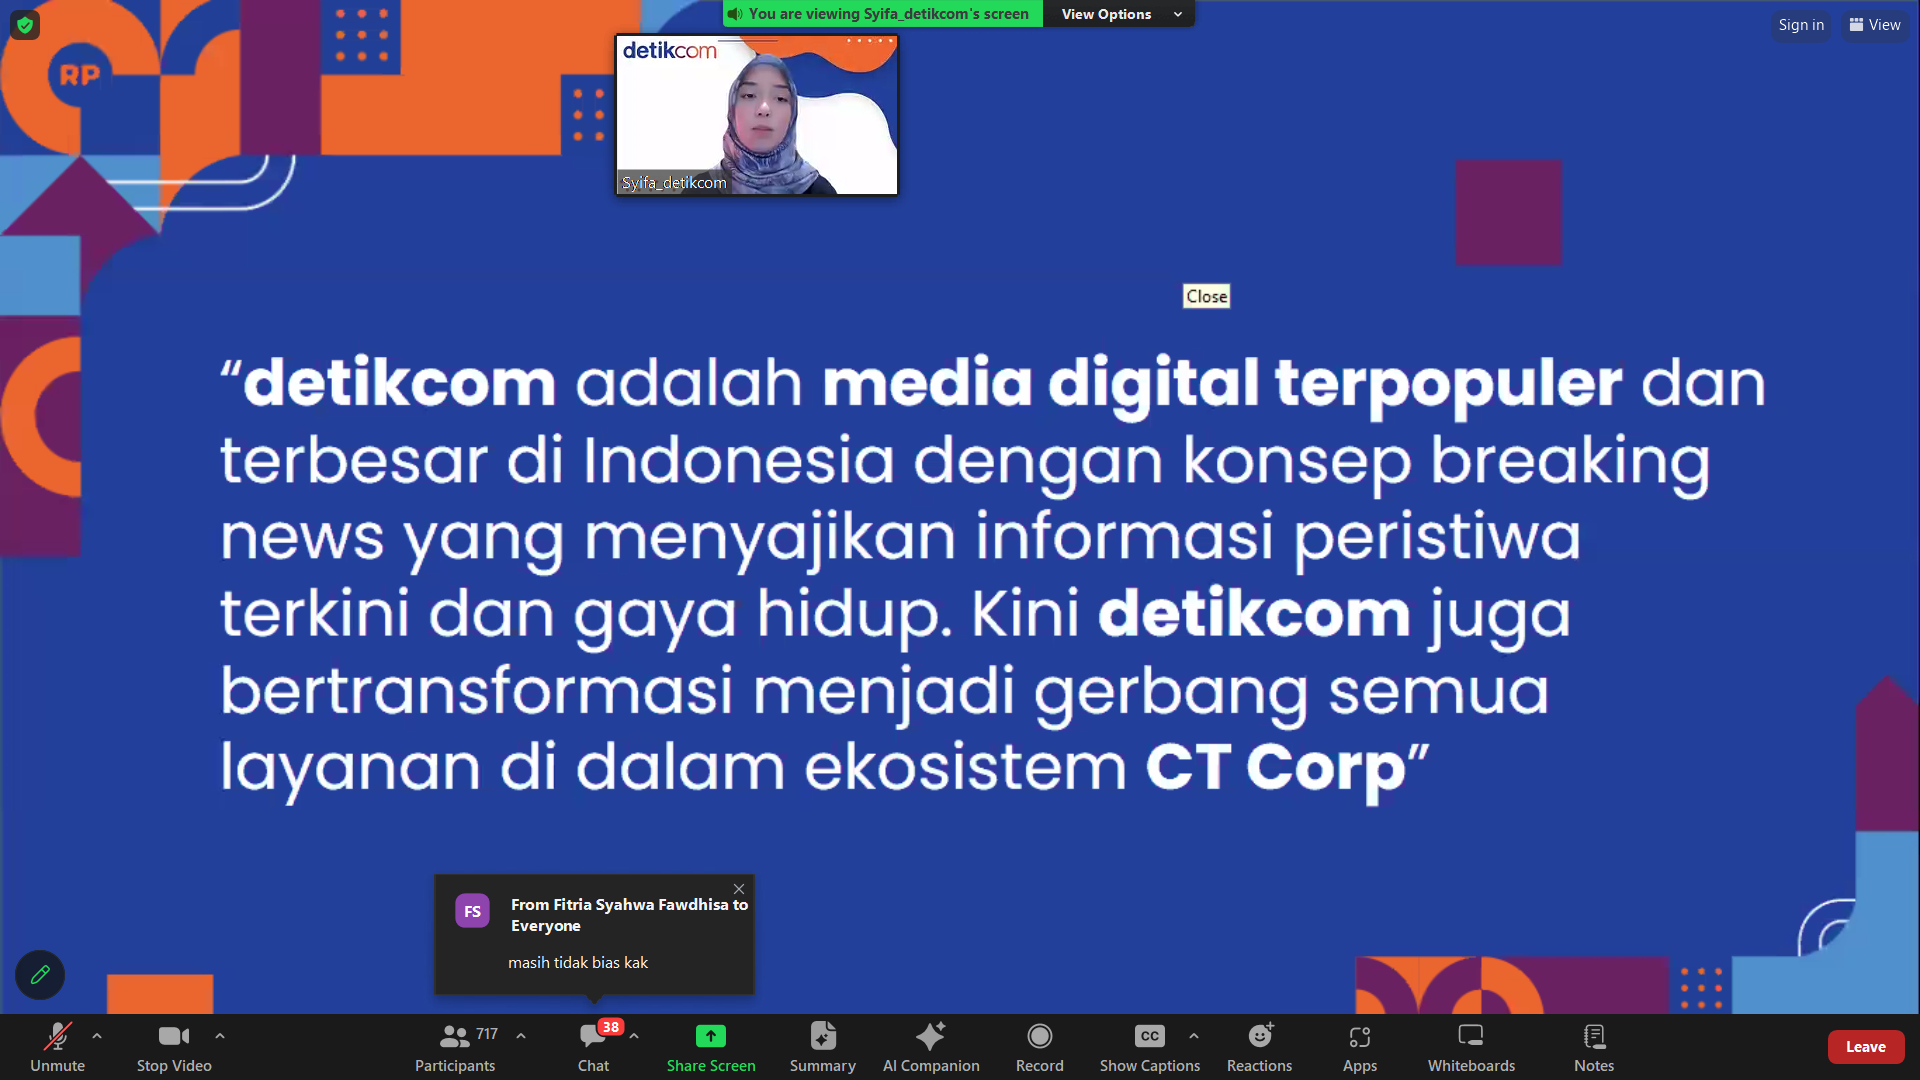 You are viewing Syifa_detikcom's screen
View Options
Sign in
View
RP
detikcom
Syifa_detikcom
Close
“detikcom adalah media digital terpopuler dan
terbesar di Indonesia dengan konsep breaking
news yang menyajikan informasi peristiwa
terkini dan gaya hidup. Kini detikcom juga
bertransformasi menjadi gerbang semua
layanan di dalam ekosistem CT Corp”
FS
From Fitria Syahwa Fawdhisa to
Everyone
masih tidak bias kak
Unmute
Stop Video
717
Participants
38
Chat
Share Screen
Summary
AI Companion
Record
CC
Show Captions
Reactions
Apps
Whiteboards
Notes
Leave